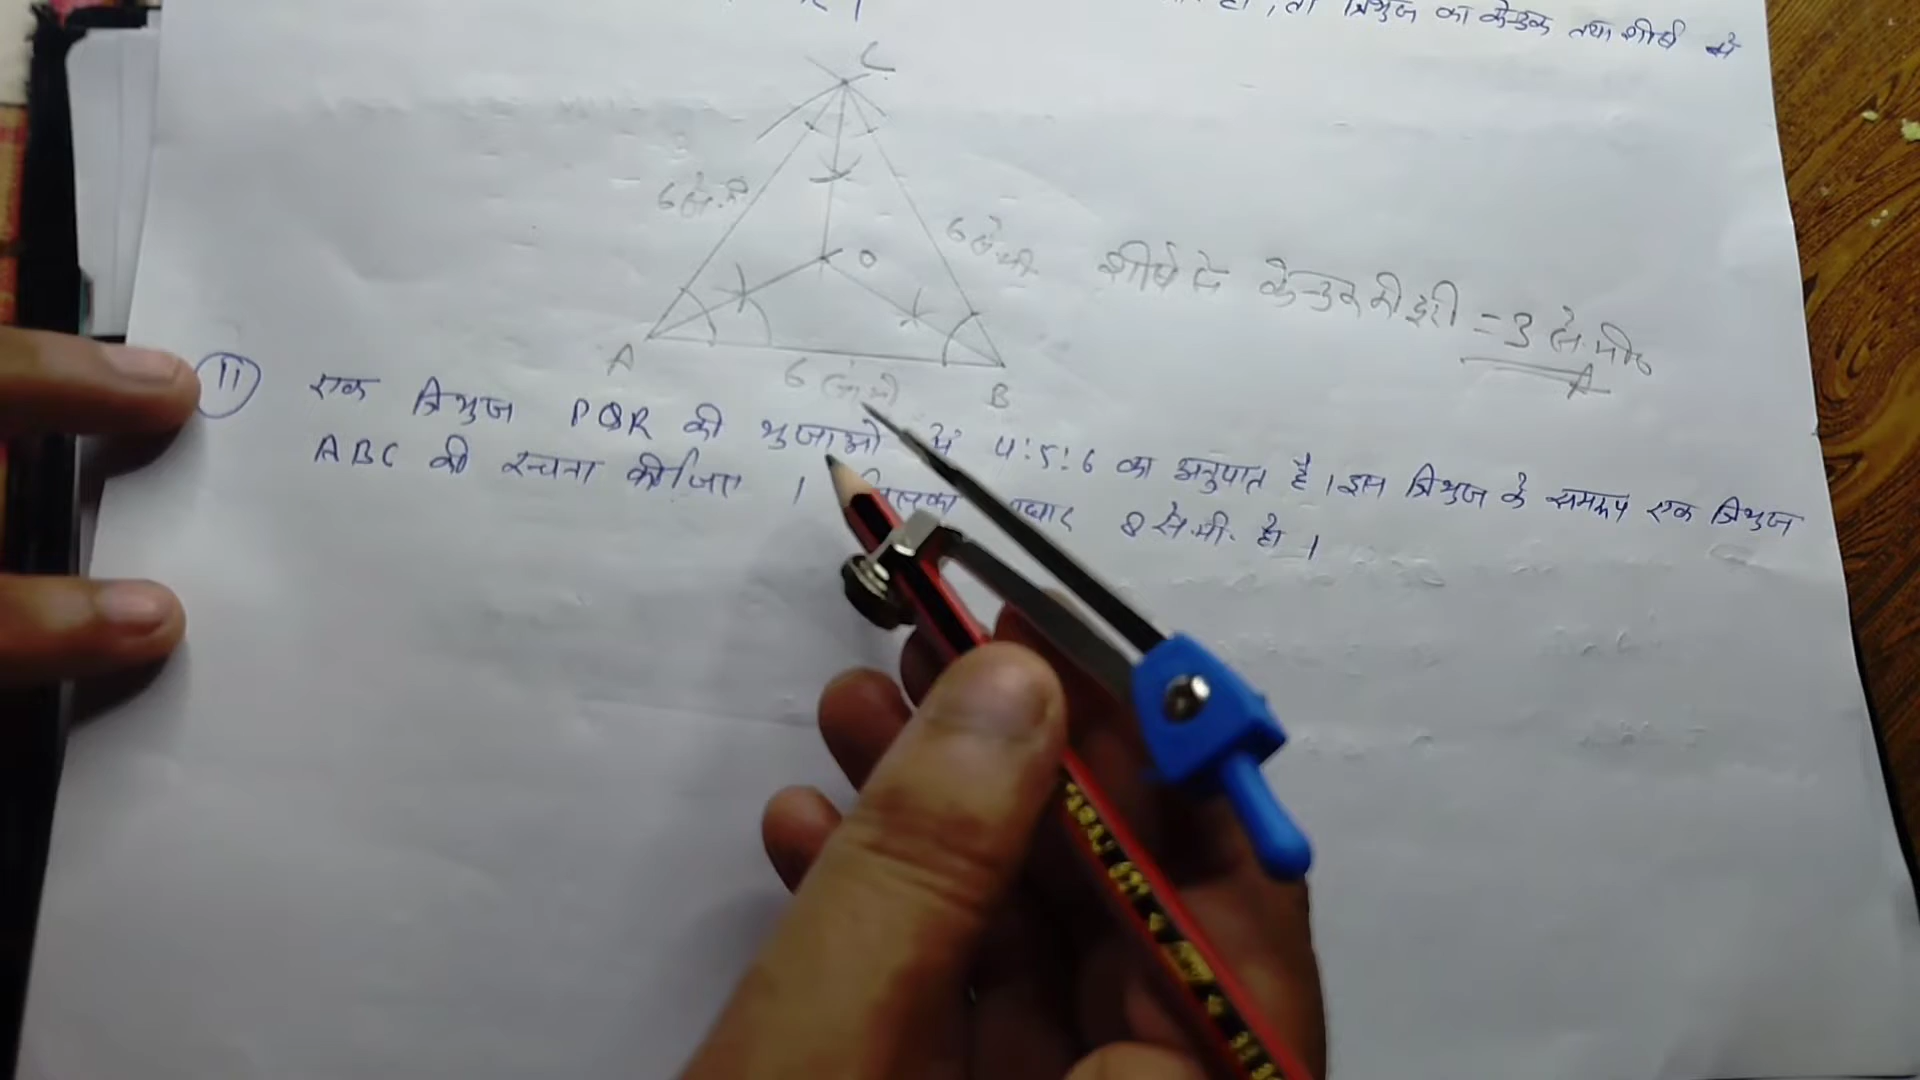 हो, तो त्रिभुज का केन्द्रक तथा शीर्ष से
C
6 से.मी
6 से.मी.
O
शीर्ष से केन्द्रक की दूरी = 3 से.मी०
A
6 से.मी
B
11 एक त्रिभुज PQR की भुजाओं में 4:5:6 का अनुपात है। इस त्रिभुज के समरूप एक त्रिभुज
ABC की रचना कीजिए । 8 से.मी. हो ।